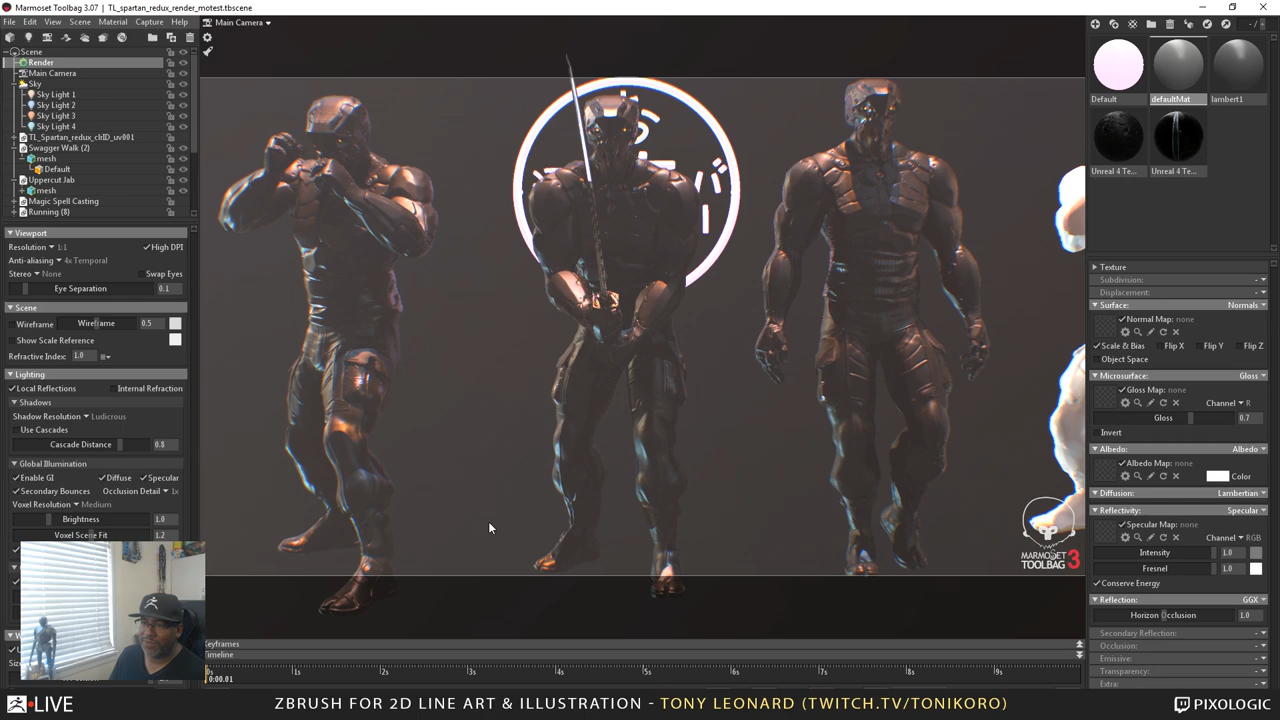 Marmoset Toolbag 3.07 | TL_spartan_redux_render_motest.tbscene
File Edit View Scene Material Capture Help
Main Camera
- / -
Scene
Render
Main Camera
Sky
Sky Light 1
Sky Light 2
Sky Light 3
Sky Light 4
TL_Spartan_redux_clrID_uv001
Swagger Walk (2)
mesh
Default
Uppercut Jab
mesh
Magic Spell Casting
Running (8)
Viewport
Resolution 1:1 High DPI
Anti-aliasing 4x Temporal
Stereo None Swap Eyes
Eye Separation 0.1
Scene
Wireframe Wireframe 0.5
Show Scale Reference
Refractive Index: 1.0
Lighting
Local Reflections Internal Refraction
Shadows
Shadow Resolution Ludicrous
Use Cascades
Cascade Distance 0.8
Global Illumination
Enable GI Diffuse Specular
Secondary Bounces Occlusion Detail 1x
Voxel Resolution Medium
Brightness 1.0
Voxel Scene Fit 1.2
MARMOSET
TOOLBAG 3
Keyframes
Timeline
1s 2s 3s 4s 5s 6s 7s 8s 9s
0:00.01
Default defaultMat lambert1
Unreal 4 Te... Unreal 4 Te...
Texture
Subdivision: -
Displacement: -
Surface: Normals
Normal Map: none
Scale & Bias Flip X Flip Y Flip Z
Object Space
Microsurface: Gloss
Gloss Map: none
Channel R
Gloss 0.7
Invert
Albedo: Albedo
Albedo Map: none
Color
Diffusion: Lambertian
Reflectivity: Specular
Specular Map: none
Channel RGB
Intensity 1.0
Fresnel 1.0
Conserve Energy
Reflection: GGX
Horizon Occlusion 1.0
Secondary Reflection: -
Occlusion: -
Emissive: -
Transparency: -
Extra: -
LIVE ZBRUSH FOR 2D LINE ART & ILLUSTRATION - TONY LEONARD (TWITCH.TV/TONIKORO) PIXOLOGIC